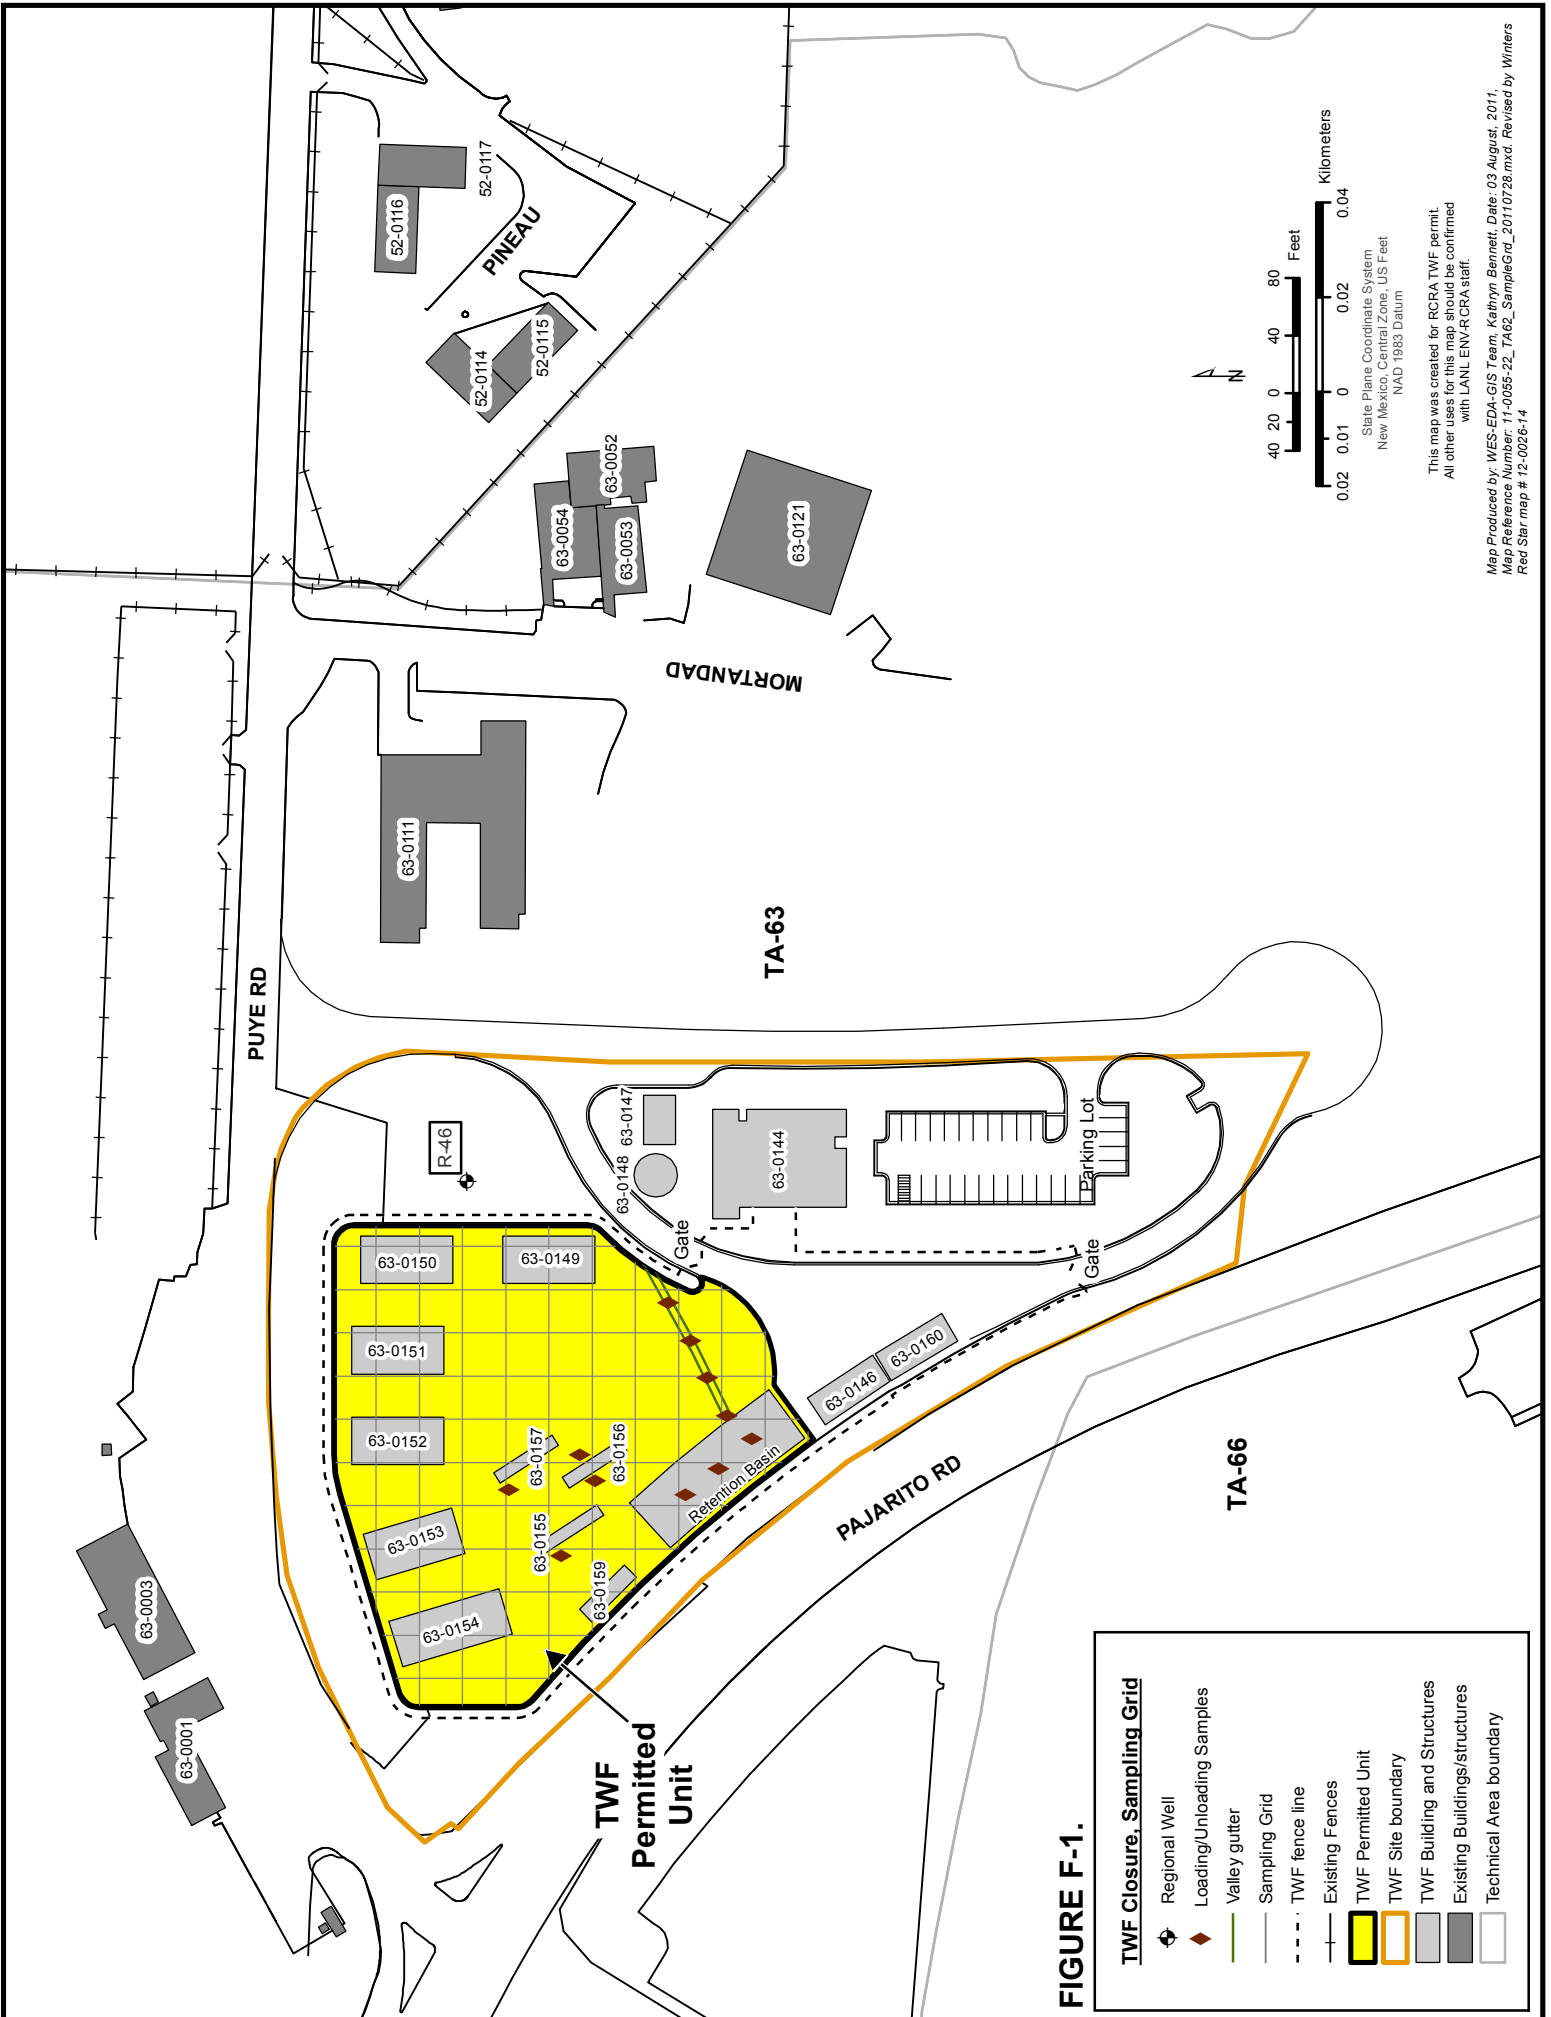 FIGURE F-1.
TWF Closure, Sampling Grid
Regional Well
Loading/Unloading Samples
Valley gutter
Sampling Grid
TWF fence line
Existing Fences
TWF Permitted Unit
TWF Site boundary
TWF Building and Structures
Existing Buildings/structures
Technical Area boundary
63-0001
63-0003
TWF
Permitted
Unit
63-0154
63-0153
63-0152
63-0151
63-0150
63-0149
63-0159
63-0155
63-0157
63-0156
Retention Basin
63-0146
63-0160
Gate
Gate
63-0148
63-0147
63-0144
Parking Lot
R-46
PUYE RD
PAJARITO RD
TA-66
TA-63
63-0111
MORTANDAD
63-0054
63-0053
63-0052
63-0121
52-0114
52-0115
PINEAU
52-0116
52-0117
N
40 20 0 40 80
Feet
0.02 0.01 0 0.02 0.04
Kilometers
State Plane Coordinate System
New Mexico, Central Zone, US Feet
NAD 1983 Datum
This map was created for RCRA TWF permit.
All other uses for this map should be confirmed
with LANL ENV-RCRA staff.
Map Produced by: WES-EDA-GIS Team, Kathryn Bennett, Date: 03 August, 2011,
Map Reference Number: 11-0055-22_TA62_SampleGrd_20110728.mxd. Revised by Winters
Red Star map # 12-0026-14